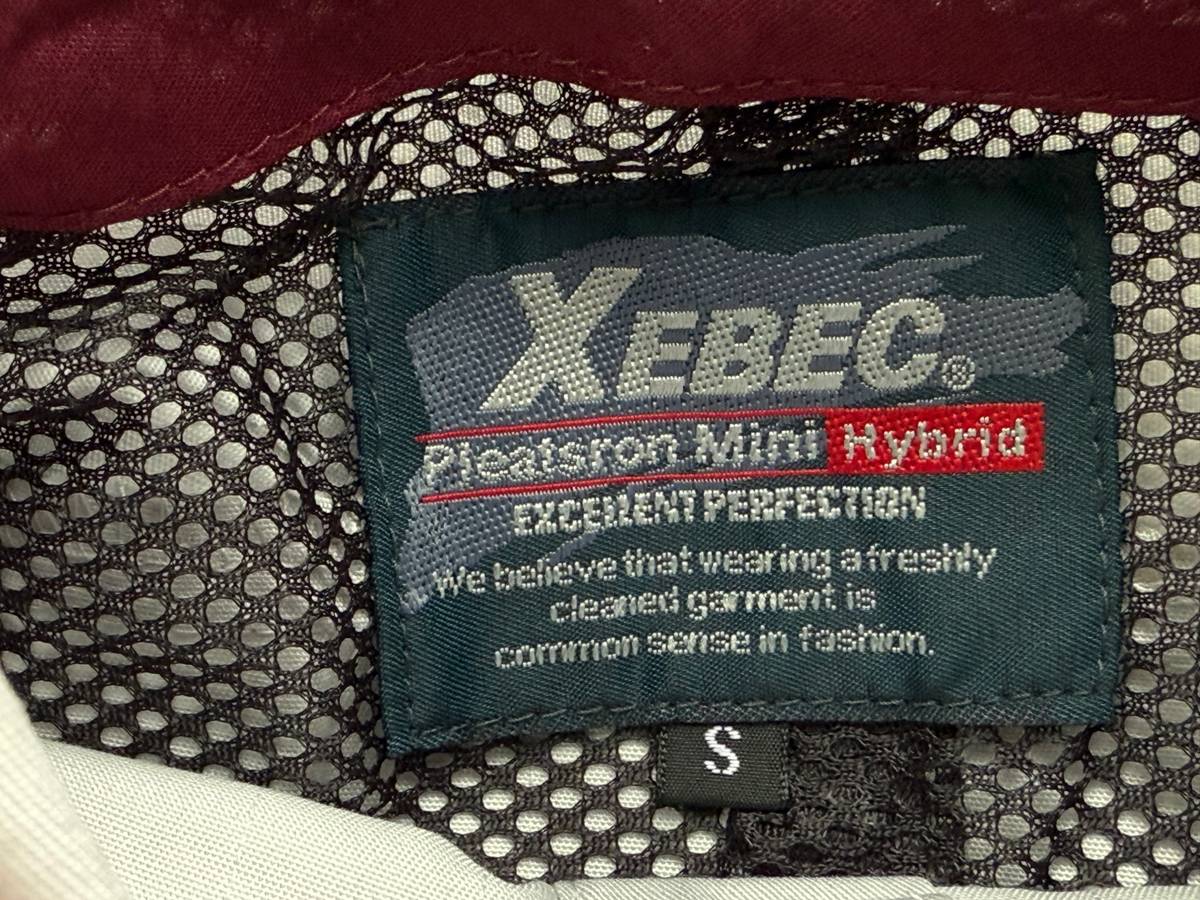 XEBEC®
Pleatsron Mini Hybrid
EXCELLENT PERFECTION
We believe that wearing a freshly
cleaned garment is
common sense in fashion.
S